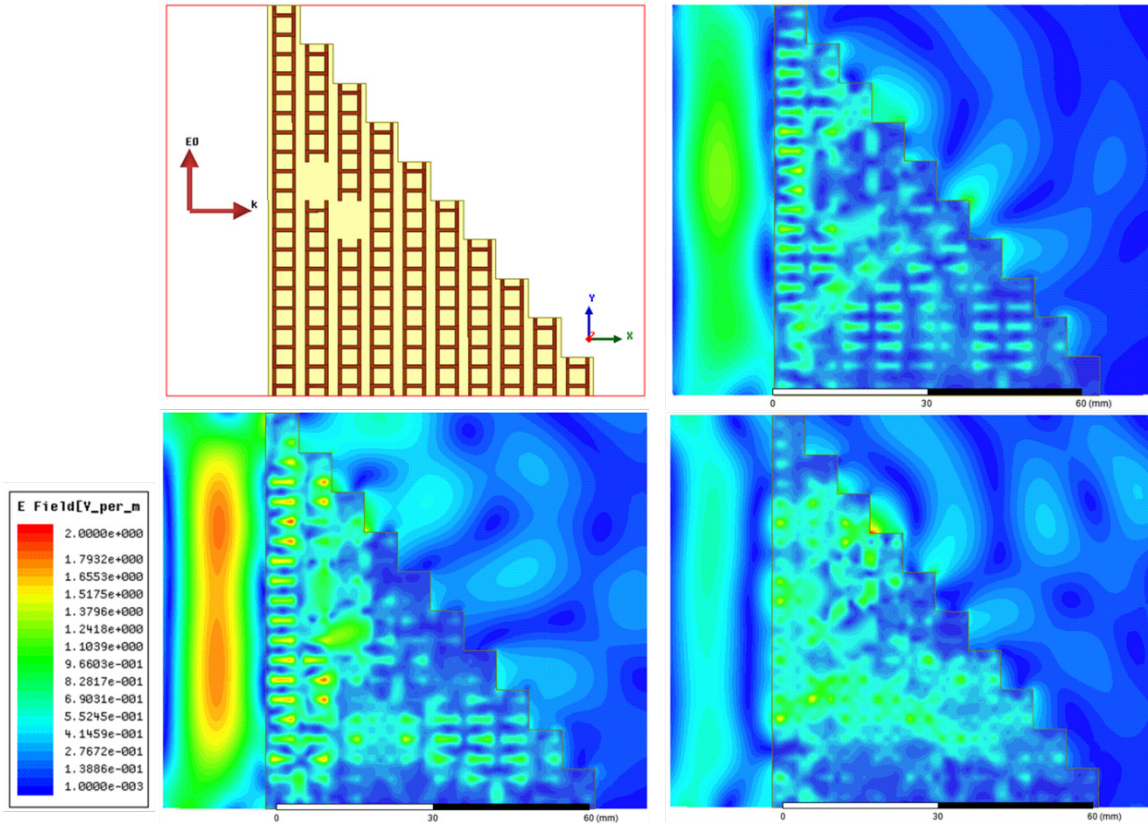 E0
k
Y
Z
X
0
30
60 (mm)
E Field[V_per_m
2.0000e+000
1.7932e+000
1.6553e+000
1.5175e+000
1.3796e+000
1.2418e+000
1.1039e+000
9.6603e-001
8.2817e-001
6.9031e-001
5.5245e-001
4.1459e-001
2.7672e-001
1.3886e-001
1.0000e-003
0
30
60 (mm)
0
30
60 (mm)